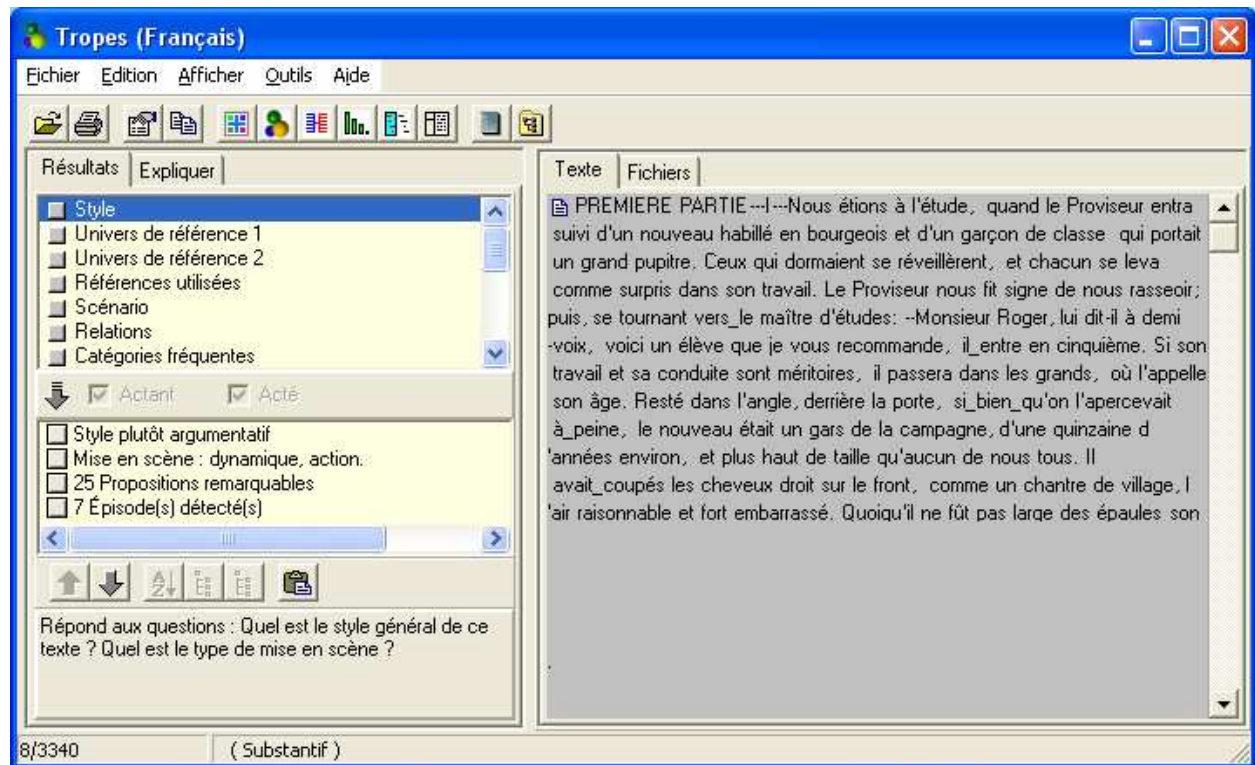 Tropes (Français)
Fichier Edition Afficher Outils Aide
Résultats Expliquer
Style
Univers de référence 1
Univers de référence 2
Références utilisées
Scénario
Relations
Catégories fréquentes
Actant Acté
Style plutôt argumentatif
Mise en scène : dynamique, action.
25 Propositions remarquables
7 Épisode(s) détecté(s)
Répond aux questions : Quel est le style général de ce
texte ? Quel est le type de mise en scène ?
Texte Fichiers
PREMIERE PARTIE ---I---Nous étions à l'étude, quand le Proviseur entra
suivi d'un nouveau habillé en bourgeois et d'un garçon de classe qui portait
un grand pupitre. Ceux qui dormaient se réveillèrent, et chacun se leva
comme surpris dans son travail. Le Proviseur nous fit signe de nous rasseoir;
puis, se tournant vers_le maître d'études: --Monsieur Roger, lui dit-il à demi
-voix, voici un élève que je vous recommande, il_entre en cinquième. Si son
travail et sa conduite sont méritoires, il passera dans les grands, où l'appelle
son âge. Resté dans l'angle, derrière la porte, si_bien_qu'on l'apercevait
à_peine, le nouveau était un gars de la campagne, d'une quinzaine d
'années environ, et plus haut de taille qu'aucun de nous tous. Il
avait_coupés les cheveux droit sur le front, comme un chantre de village, l
'air raisonnable et fort embarrassé. Quoiqu'il ne fût pas large des épaules son
8/3340 ( Substantif )